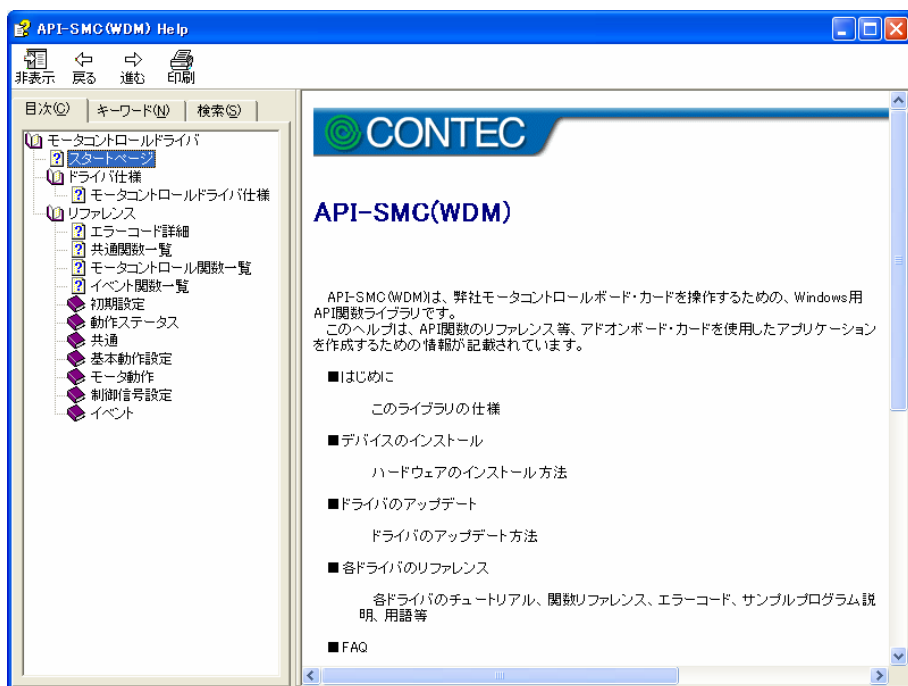 API-SMC(WDM) Help
非表示 戻る 進む 印刷
目次(C) キーワード(N) 検索(S)
モータコントロールドライバ
スタートページ
ドライバ仕様
モータコントロールドライバ仕様
リファレンス
エラーコード詳細
共通関数一覧
モータコントロール関数一覧
イベント関数一覧
初期設定
動作ステータス
共通
基本動作設定
モータ動作
制御信号設定
イベント
CONTEC
API-SMC(WDM)
API-SMC(WDM)は、弊社モータコントロールボード・カードを操作するための、Windows用
API関数ライブラリです。
このヘルプは、API関数のリファレンス等、アドオンボード・カードを使用したアプリケーション
を作成するための情報が記載されています。
■はじめに
このライブラリの仕様
■デバイスのインストール
ハードウェアのインストール方法
■ドライバのアップデート
ドライバのアップデート方法
■各ドライバのリファレンス
各ドライバのチュートリアル、関数リファレンス、エラーコード、サンプルプログラム説
明、用語等
■FAQ